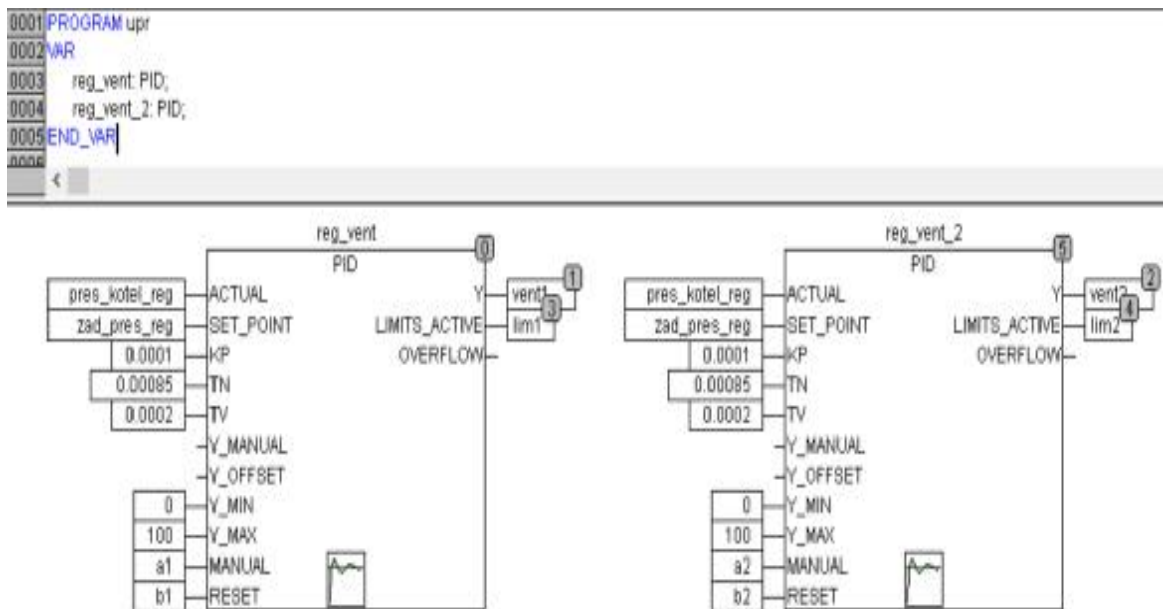 0001 PROGRAM upr
0002 VAR
0003 reg_vent: PID;
0004 reg_vent_2: PID;
0005 END_VAR
0006
reg_vent
0
PID
pres_kotel_reg ACTUAL Y vent1 1
zad_pres_reg SET_POINT LIMITS_ACTIVE lim1 3
0.0001 KP OVERFLOW
0.00085 TN
0.0002 TV
Y_MANUAL
Y_OFFSET
0 Y_MIN
100 Y_MAX
a1 MANUAL
b1 RESET
reg_vent_2
5
PID
pres_kotel_reg ACTUAL Y vent2 2
zad_pres_reg SET_POINT LIMITS_ACTIVE lim2 4
0.0001 KP OVERFLOW
0.00085 TN
0.0002 TV
Y_MANUAL
Y_OFFSET
0 Y_MIN
100 Y_MAX
a2 MANUAL
b2 RESET